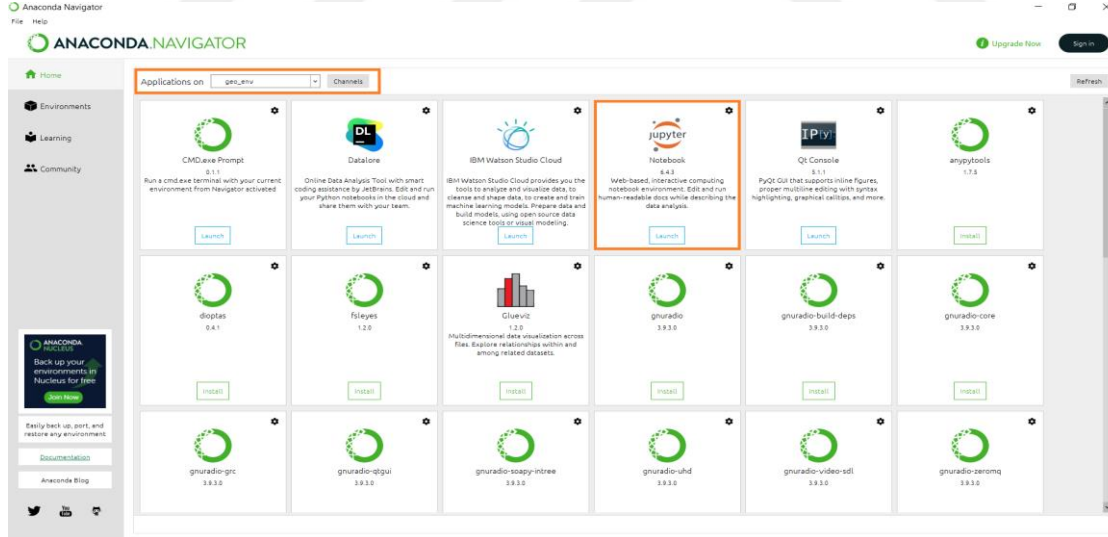 Anaconda Navigator
File Help
ANACONDA.NAVIGATOR
Upgrade Now
Sign in
Home
Environments
Learning
Community
Applications on geo_env Channels
Refresh
CMD.exe Prompt
0.1.1
Run a cmd.exe terminal with your current
environment from Navigator activated
Launch
DL
Datalore
Online Data Analysis Tool with smart
coding assistance by JetBrains. Edit and run
your Python notebooks in the cloud and
share them with your team.
Launch
IBM Watson Studio Cloud
IBM Watson Studio Cloud provides you the
tools to analyze and visualize data, to
cleanse and shape data, to create and train
machine learning models. Prepare data and
build models, using open source data
science tools or visual modeling.
Launch
jupyter
Notebook
6.4.3
Web-based, interactive computing
notebook environment. Edit and run
human-readable docs while describing the
data analysis.
Launch
IP[y]
Qt Console
5.1.1
PyQt GUI that supports inline figures,
proper multiline editing with syntax
highlighting, graphical calltips, and more.
Launch
anypytools
1.7.5
Install
dioptas
0.4.1
Install
fsleyes
1.2.0
Install
Glueviz
1.2.0
Multidimensional data visualization across
files. Explore relationships within and
among related datasets.
Install
gnuradio
3.9.3.0
Install
gnuradio-build-deps
3.9.3.0
Install
gnuradio-core
3.9.3.0
Install
gnuradio-grc
3.9.3.0
gnuradio-qtgui
3.9.3.0
gnuradio-soapy-intree
3.9.3.0
gnuradio-uhd
3.9.3.0
gnuradio-video-sdl
3.9.3.0
gnuradio-zeromq
3.9.3.0
ANACONDA.
NUCLEUS
Back up your
environments in
Nucleus for free
Join Now
Easily back up, port, and
restore any environment
Documentation
Anaconda Blog
You
Tube